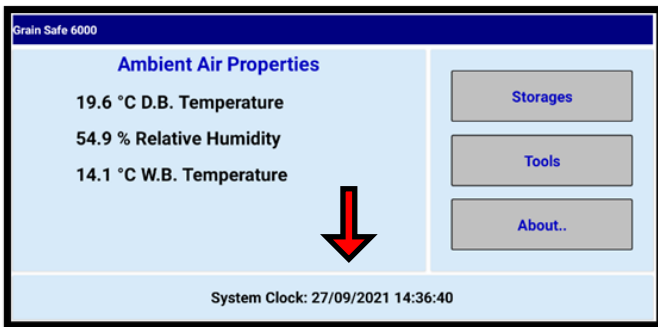 Grain Safe 6000
Ambient Air Properties
19.6 °C D.B. Temperature
54.9 % Relative Humidity
14.1 °C W.B. Temperature
Storages
Tools
About..
System Clock: 27/09/2021 14:36:40